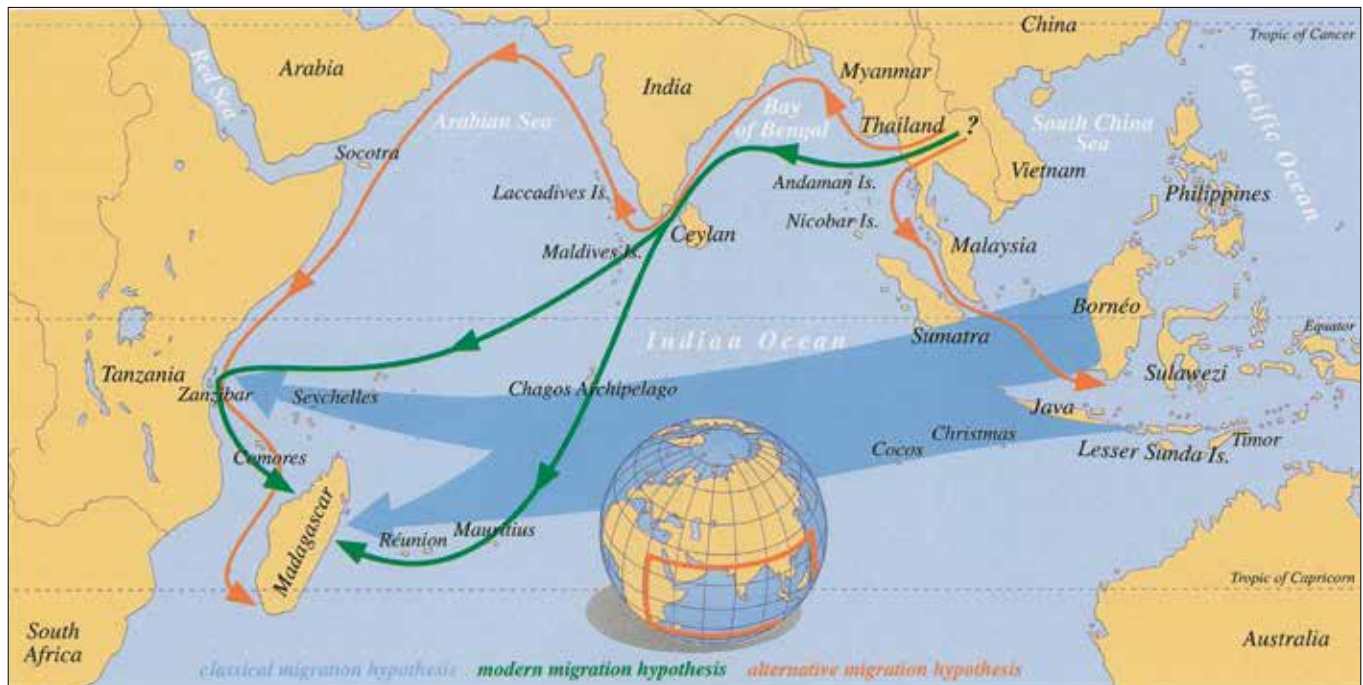 China
Tropic of Cancer
Red Sea
Arabia
India
Myanmar
Pacific Ocean
Arabian Sea
Bay
of Bengal
Thailand
?
South China
Sea
Socotra
Vietnam
Laccadives Is.
Andaman Is.
Philippines
Nicobar Is.
Ceylan
Malaysia
Maldives Is.
Bornéo
Indian Ocean
Sumatra
Equator
Tanzania
Zanzibar
Seychelles
Chagos Archipelago
Sulawezi
Java
Christmas
Cocos
Lesser Sunda Is.
Timor
Comores
Madagascar
Réunion
Mauratius
Tropic of Capricorn
South
Africa
Australia
classical migration hypothesis modern migration hypothesis alternative migration hypothesis